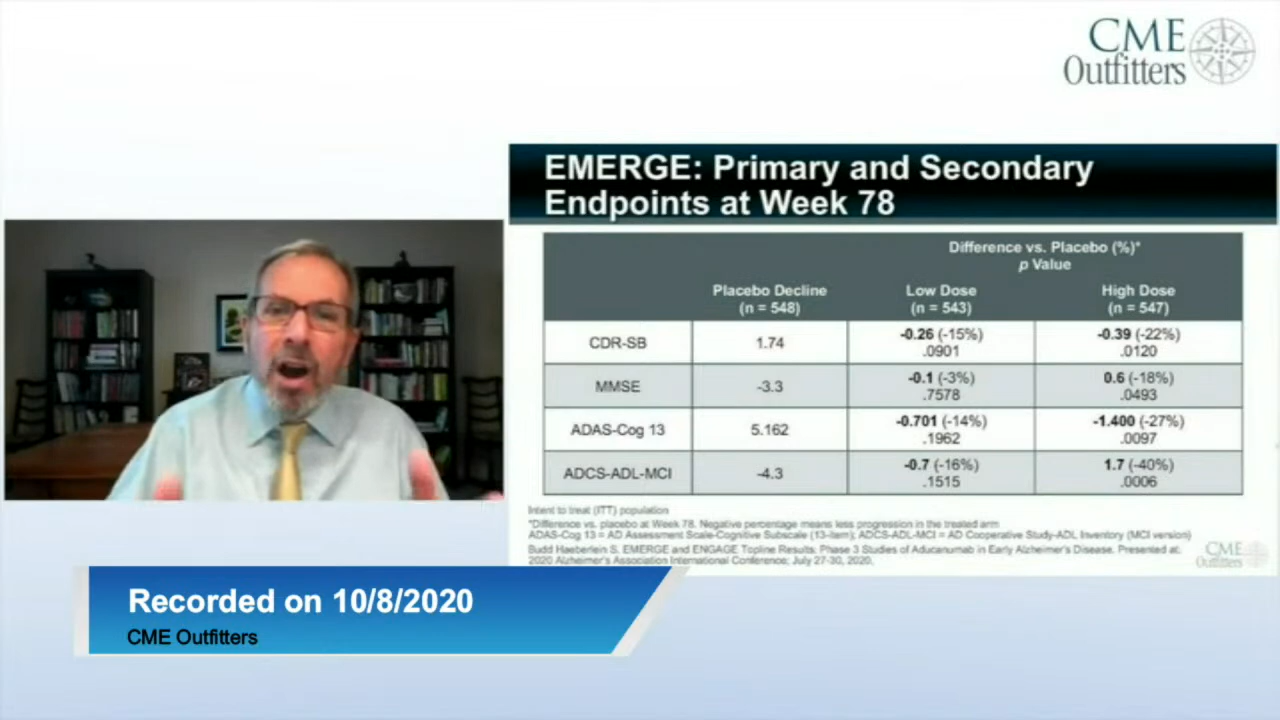 CME
Outfitters
EMERGE: Primary and Secondary
Endpoints at Week 78
Difference vs. Placebo (%)*
p Value
Placebo Decline
(n = 548)
Low Dose
(n = 543)
High Dose
(n = 547)
CDR-SB
1.74
-0.26 (-15%)
.0901
-0.39 (-22%)
.0120
MMSE
-3.3
-0.1 (-3%)
.7578
0.6 (-18%)
.0493
ADAS-Cog 13
5.162
-0.701 (-14%)
.1962
-1.400 (-27%)
.0097
ADCS-ADL-MCI
-4.3
-0.7 (-16%)
.1515
1.7 (-40%)
.0006
Intent to treat (ITT) population
*Difference vs. placebo at Week 78. Negative percentage means less progression in the treated arm
ADAS-Cog 13 = AD Assessment Scale-Cognitive Subscale (13-item); ADCS-ADL-MCI = AD Cooperative Study-ADL Inventory (MCI version)
Budd Haeberlein S. EMERGE and ENGAGE Topline Results: Phase 3 Studies of Aducanumab in Early Alzheimer's Disease. Presented at:
2020 Alzheimer's Association International Conference; July 27-30, 2020.
CME
Outfitters
Recorded on 10/8/2020
CME Outfitters